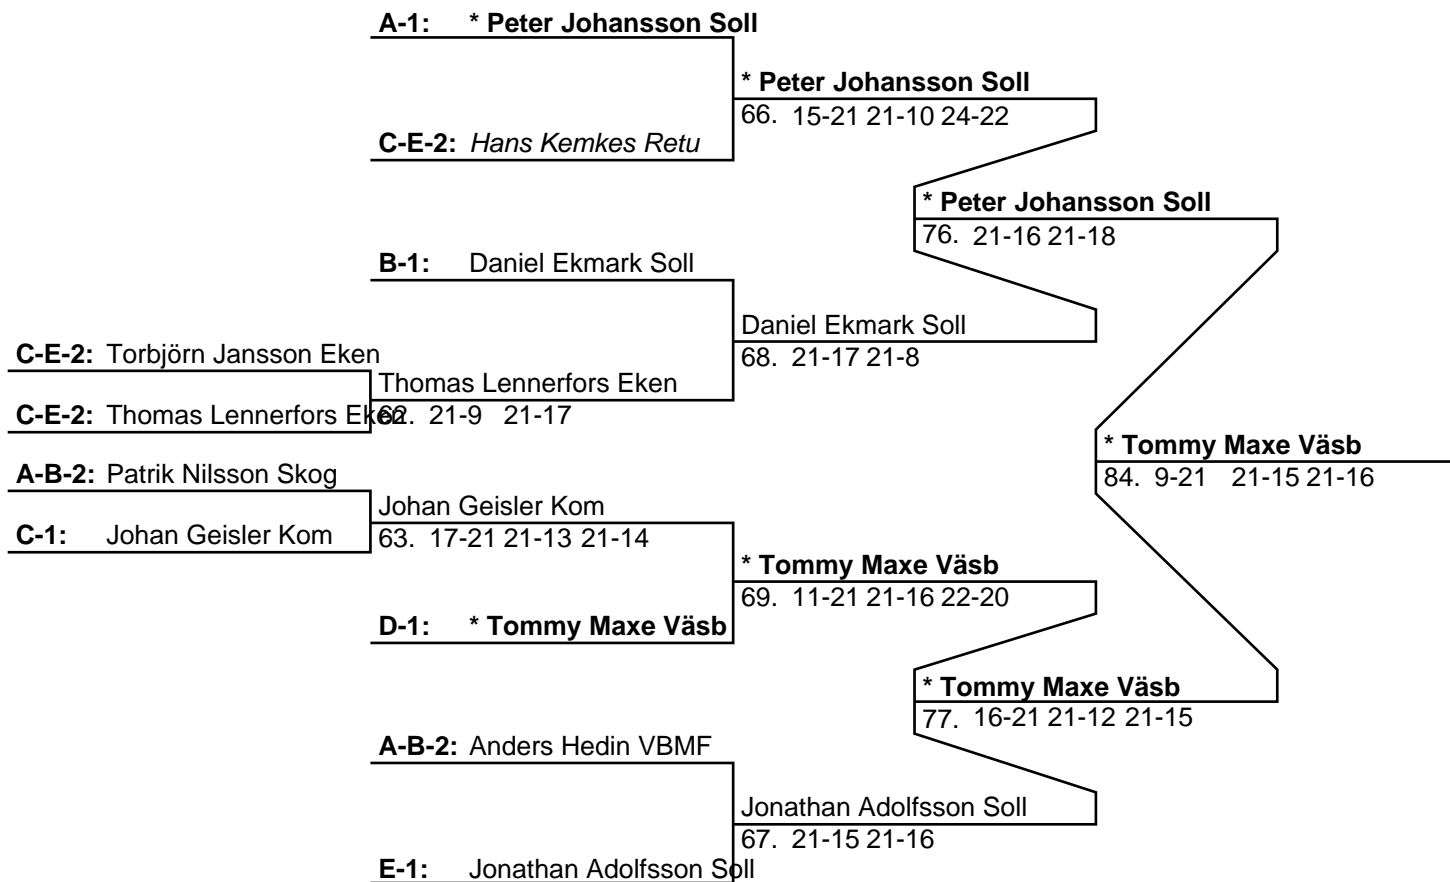 A-1: * Peter Johansson Soll
* Peter Johansson Soll
66. 15-21 21-10 24-22
C-E-2: Hans Kemkes Retu
* Peter Johansson Soll
76. 21-16 21-18
B-1: Daniel Ekmark Soll
Daniel Ekmark Soll
68. 21-17 21-8
C-E-2: Torbjörn Jansson Eken
Thomas Lennerfors Eken
C-E-2: Thomas Lennerfors Eken
62. 21-9 21-17
* Tommy Maxe Väsb
84. 9-21 21-15 21-16
A-B-2: Patrik Nilsson Skog
Johan Geisler Kom
C-1: Johan Geisler Kom
63. 17-21 21-13 21-14
* Tommy Maxe Väsb
69. 11-21 21-16 22-20
D-1: * Tommy Maxe Väsb
* Tommy Maxe Väsb
77. 16-21 21-12 21-15
A-B-2: Anders Hedin VBMF
Jonathan Adolfsson Soll
67. 21-15 21-16
E-1: Jonathan Adolfsson Soll